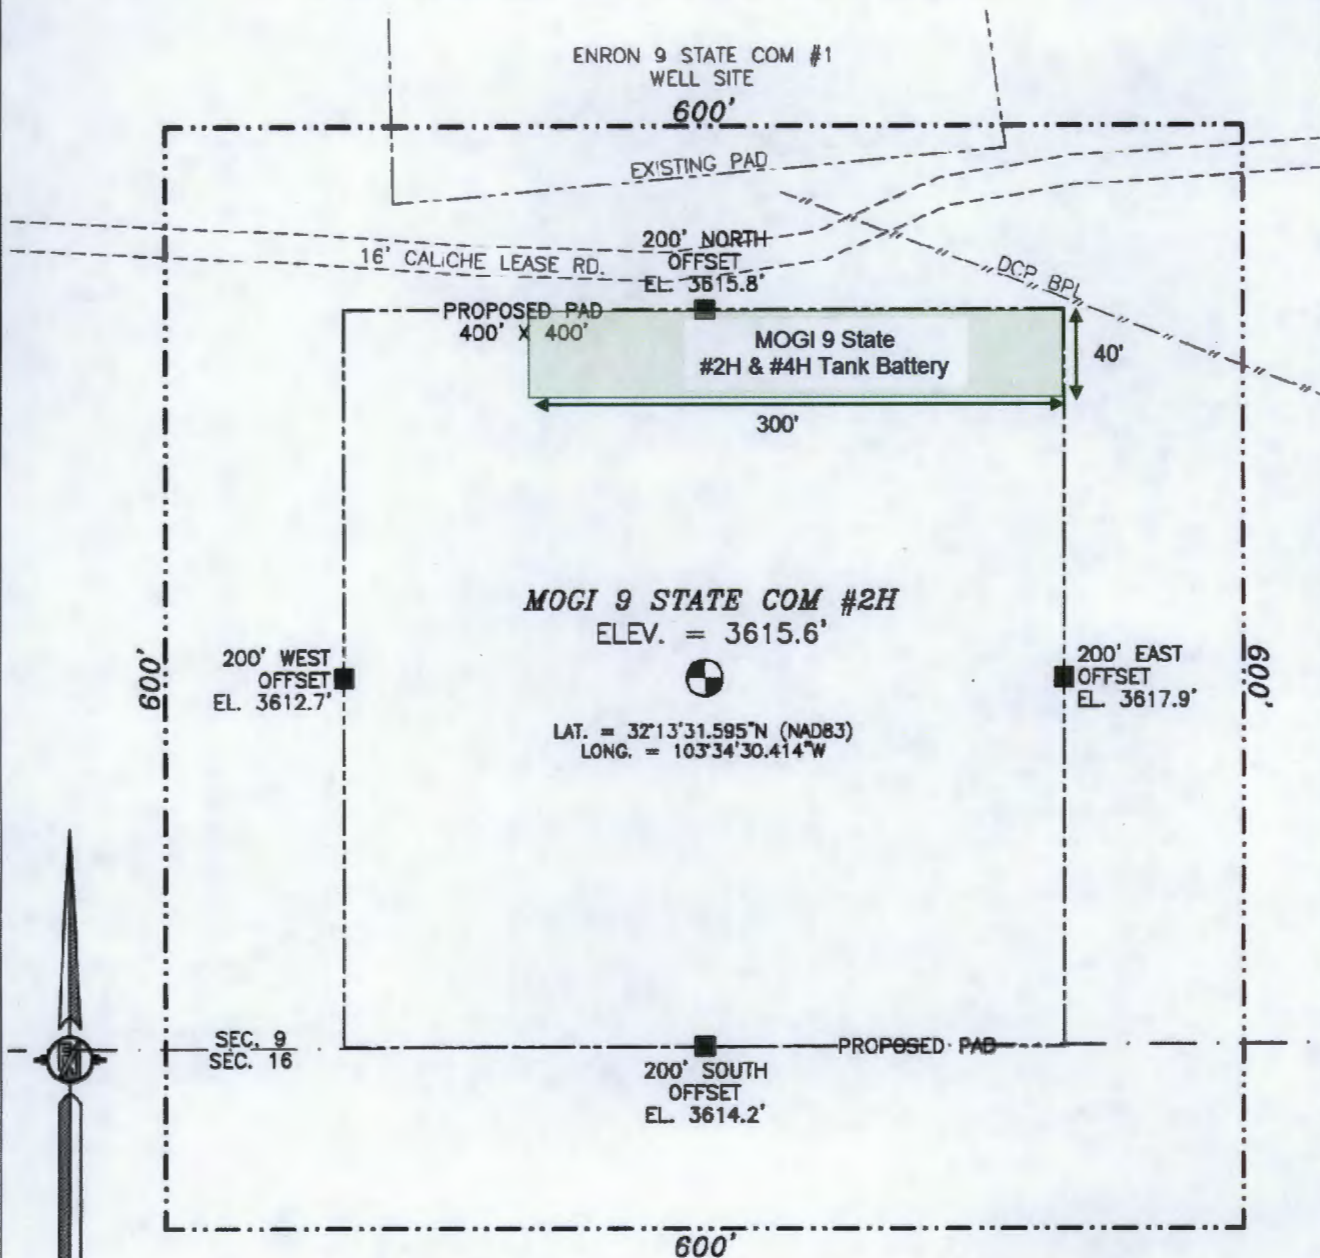 ENRON 9 STATE COM #1
WELL SITE
600'
EXISTING PAD
16' CALICHE LEASE RD.
200' NORTH
OFFSET
EL. 3615.8'
DCP BPL
PROPOSED PAD
400' X 400'
MOGI 9 State
#2H & #4H Tank Battery
40'
300'
MOGI 9 STATE COM #2H
ELEV. = 3615.6'
600'
200' WEST
OFFSET
EL. 3612.7'
200' EAST
OFFSET
EL. 3617.9'
600'
LAT. = 32°13'31.595"N (NAD83)
LONG. = 103°34'30.414"W
SEC. 9
SEC. 16
PROPOSED PAD
200' SOUTH
OFFSET
EL. 3614.2'
600'